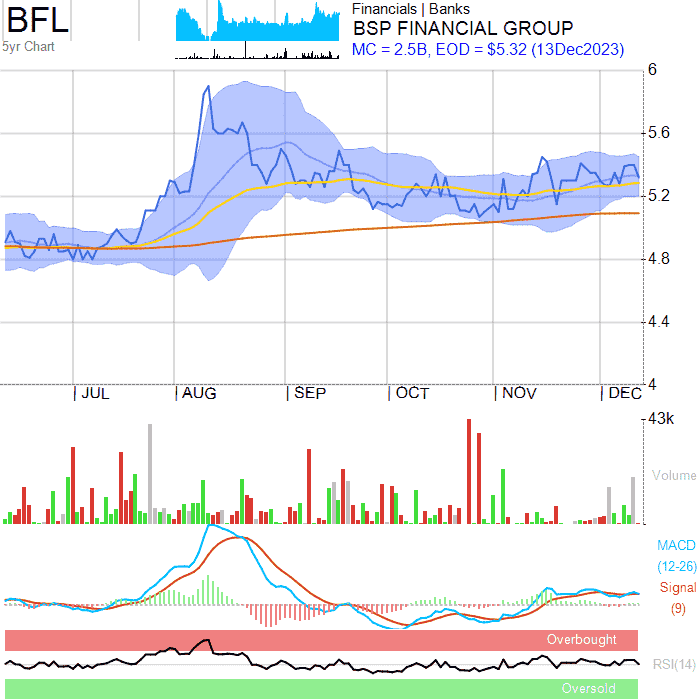 BFL
5yr Chart
Financials | Banks
BSP FINANCIAL GROUP
MC = 2.5B, EOD = $5.32 (13Dec2023)
6
5.6
5.2
4.8
4.4
4
| JUL | AUG | SEP | OCT | NOV | DEC
43k
Volume
MACD
(12-26)
Signal
(9)
Overbought
RSI(14)
Oversold